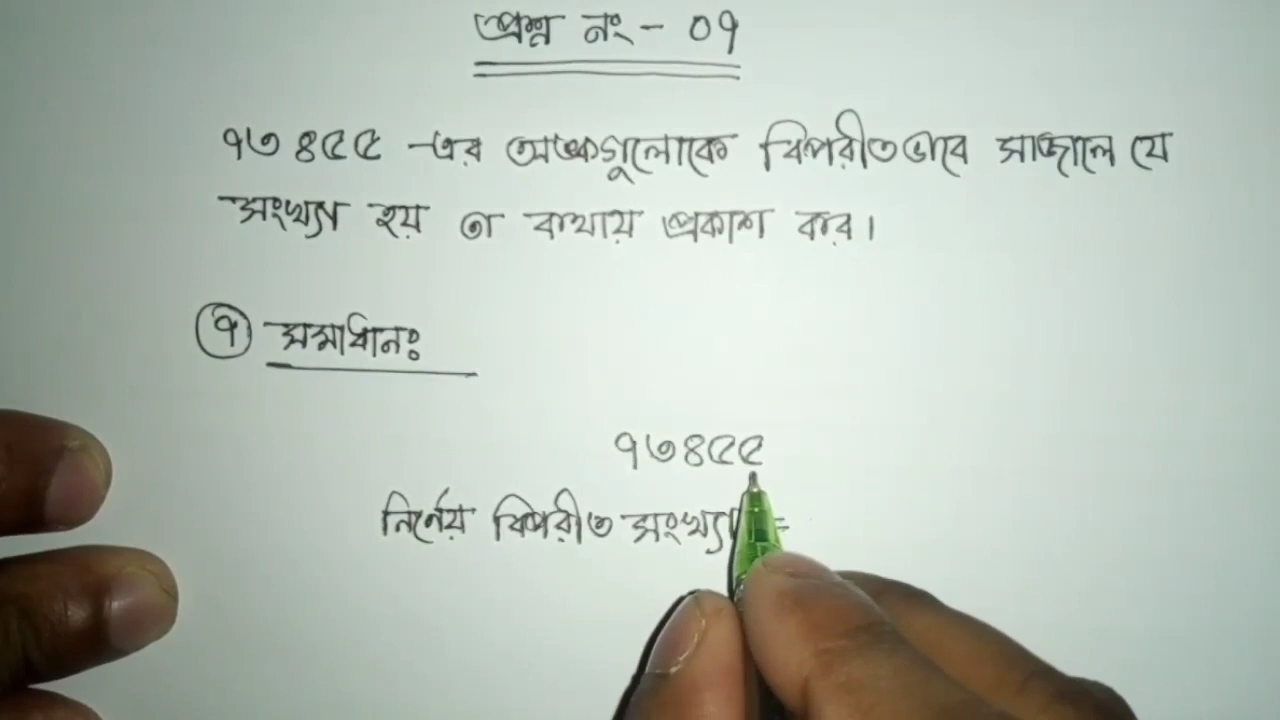 প্রশ্ন নং - ০৭
৭৩৪৫৫ -এর অঙ্কগুলোকে বিপরীতভাবে সাজালে যে
সংখ্যা হয় তা কথায় প্রকাশ কর।
৭ সমাধানঃ
৭৩৪৫৫
নির্ণেয় বিপরীত সংখ্যা =